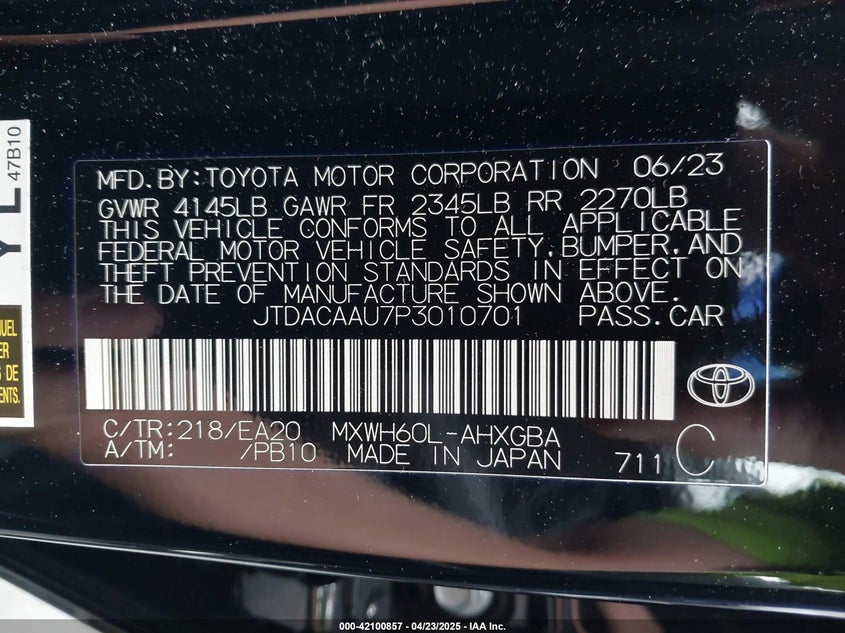 47B10
YL
MFD.BY:TOYOTA MOTOR CORPORATION 06/23
GVWR 4145LB GAWR FR 2345LB RR 2270LB
THIS VEHICLE CONFORMS TO ALL APPLICABLE
FEDERAL MOTOR VEHICLE SAFETY,BUMPER,AND
THEFT PREVENTION STANDARDS IN EFFECT ON
THE DATE OF MANUFACTURE SHOWN ABOVE.
JTDACAAU7P3010701 PASS.CAR
C/TR:218/EA20 MXWH60L-AHXGBA
A/TM: /PB10 MADE IN JAPAN 711 C
DE
000-42100857 - 04/23/2025 - IAA Inc.